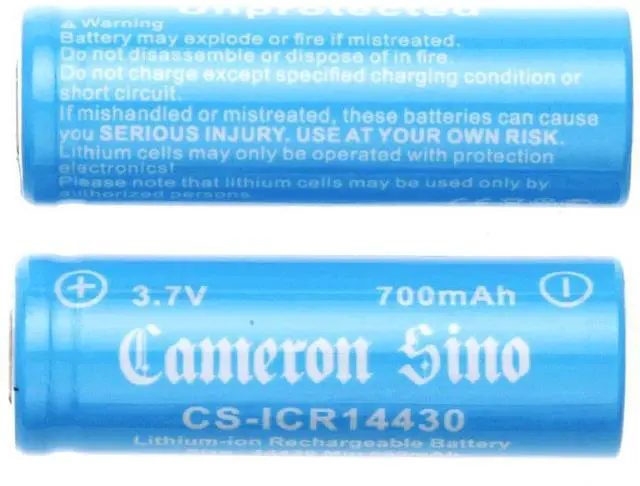 Unprotected
Warning
Battery may explode or fire if mistreated.
Do not disassemble or dispose of in fire.
Do not charge except specified charging condition or
short circuit.
If mishandled or mistreated, these batteries can cause
you SERIOUS INJURY. USE AT YOUR OWN RISK.
Lithium cells may only be operated with protection
electronics!
Please note that lithium cells may be used only by
authorized persons
+ 3.7V 700mAh -
Cameron Sino
CS-ICR14430
Lithium-ion Rechargeable Battery